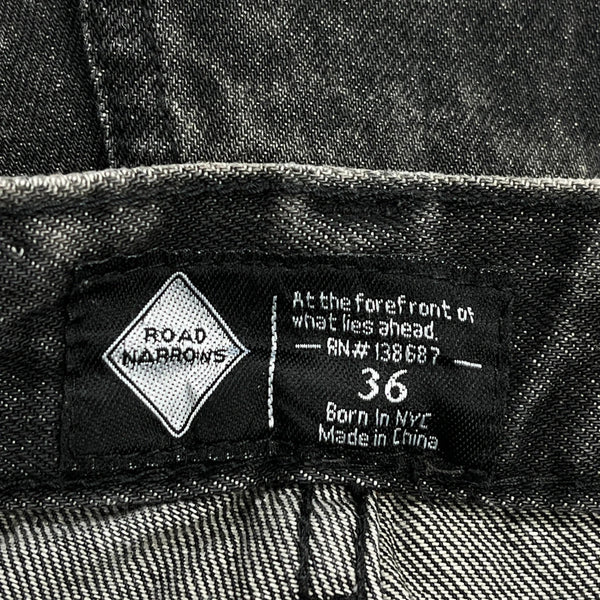 ROAD
NARROWS
At the forefront of
what lies ahead.
RN# 138687
36
Born In NYC
Made in China